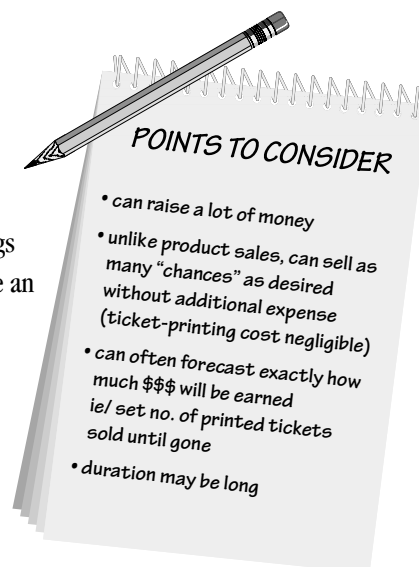 POINTS TO CONSIDER
• can raise a lot of money
• unlike product sales, can sell as
many “chances” as desired
without additional expense
(ticket-printing cost negligible)
• can often forecast exactly how
much $$$ will be earned
ie/ set no. of printed tickets
sold until gone
• duration may be long
gs
e an